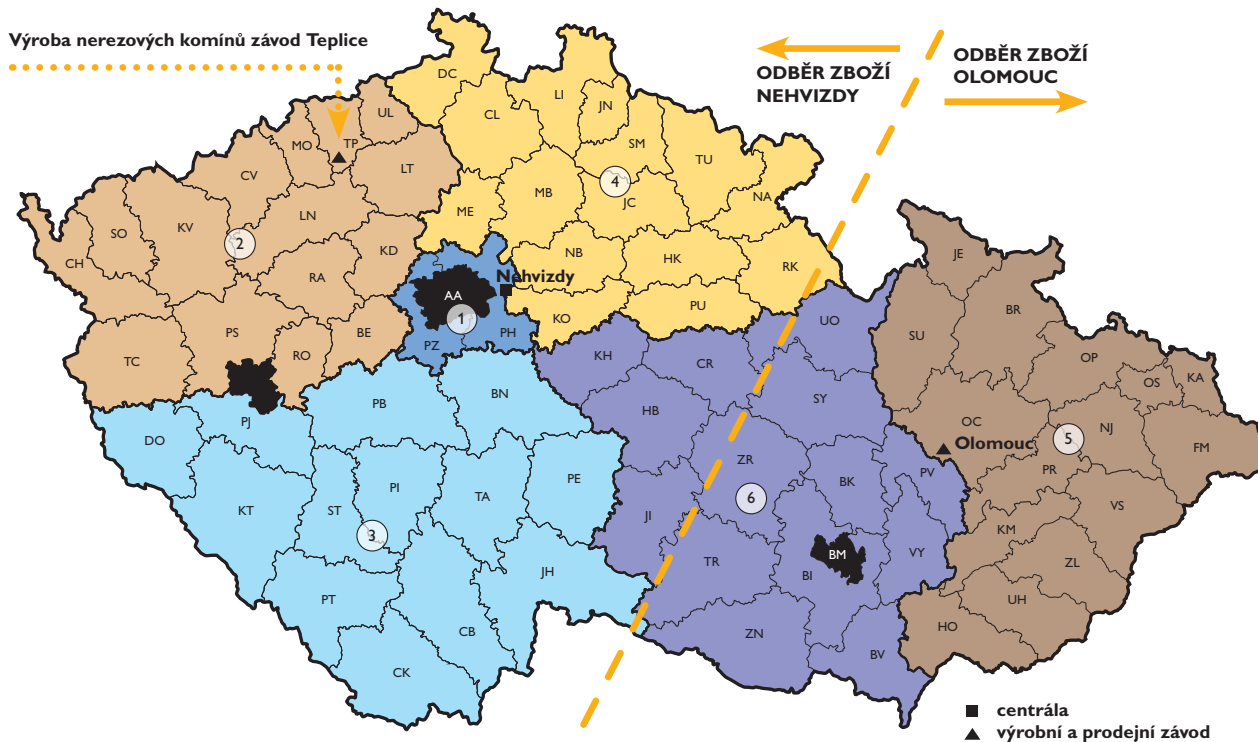 Výroba nerezových komínů závod Teplice
ODBĚR ZBOŽÍ
NEHVIZDY
ODBĚR ZBOŽÍ
OLOMOUC
DC
LI
JN
CL
UL
MO
TP
SM
TU
LT
CV
MB
JC
4
NA
ME
LN
SO
KV
2
KD
NB
HK
RK
CH
RA
Nehvizdy
AA
1
PH
PZ
KO
PU
JE
BR
SU
UO
PS
RO
BE
TC
KH
CR
OP
OS
KA
BN
PB
HB
SY
DO
PJ
OC
Olomouc
5
NJ
FM
ZR
PV
PR
BK
PE
TA
PI
ST
KT
3
6
JI
VS
KM
BM
VY
TR
BI
ZL
JH
PT
UH
HO
CB
ZN
BV
CK
centrála
výrobní a prodejní závod